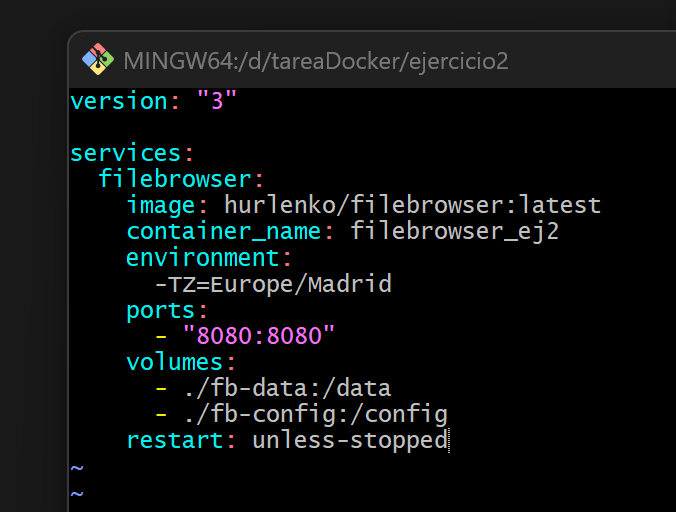 MINGW64:/d/tareaDocker/ejercicio2
version: "3"
services:
  filebrowser:
    image: hurlenko/filebrowser:latest
    container_name: filebrowser_ej2
    environment:
      -TZ=Europe/Madrid
    ports:
      - "8080:8080"
    volumes:
      - ./fb-data:/data
      - ./fb-config:/config
    restart: unless-stopped
~
~